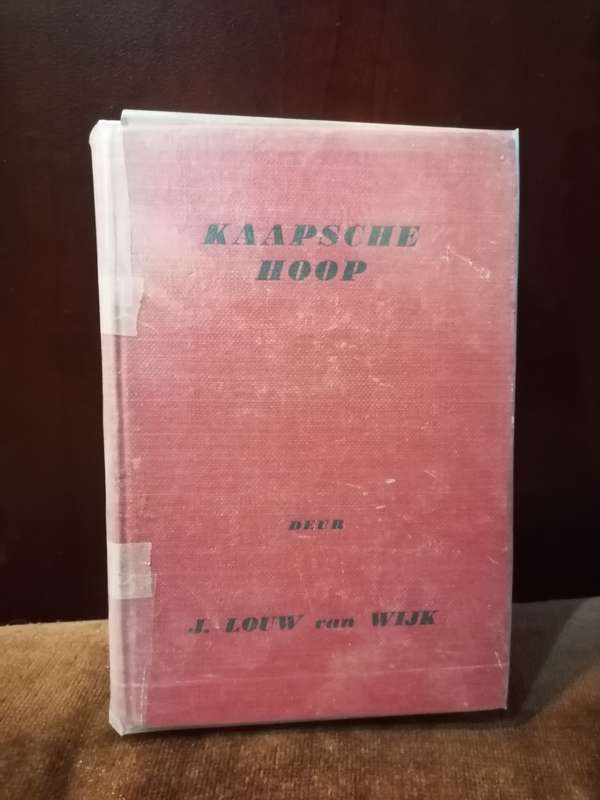 KAAPSCHE
HOOP
DEUR
J. LOUW van WIJK